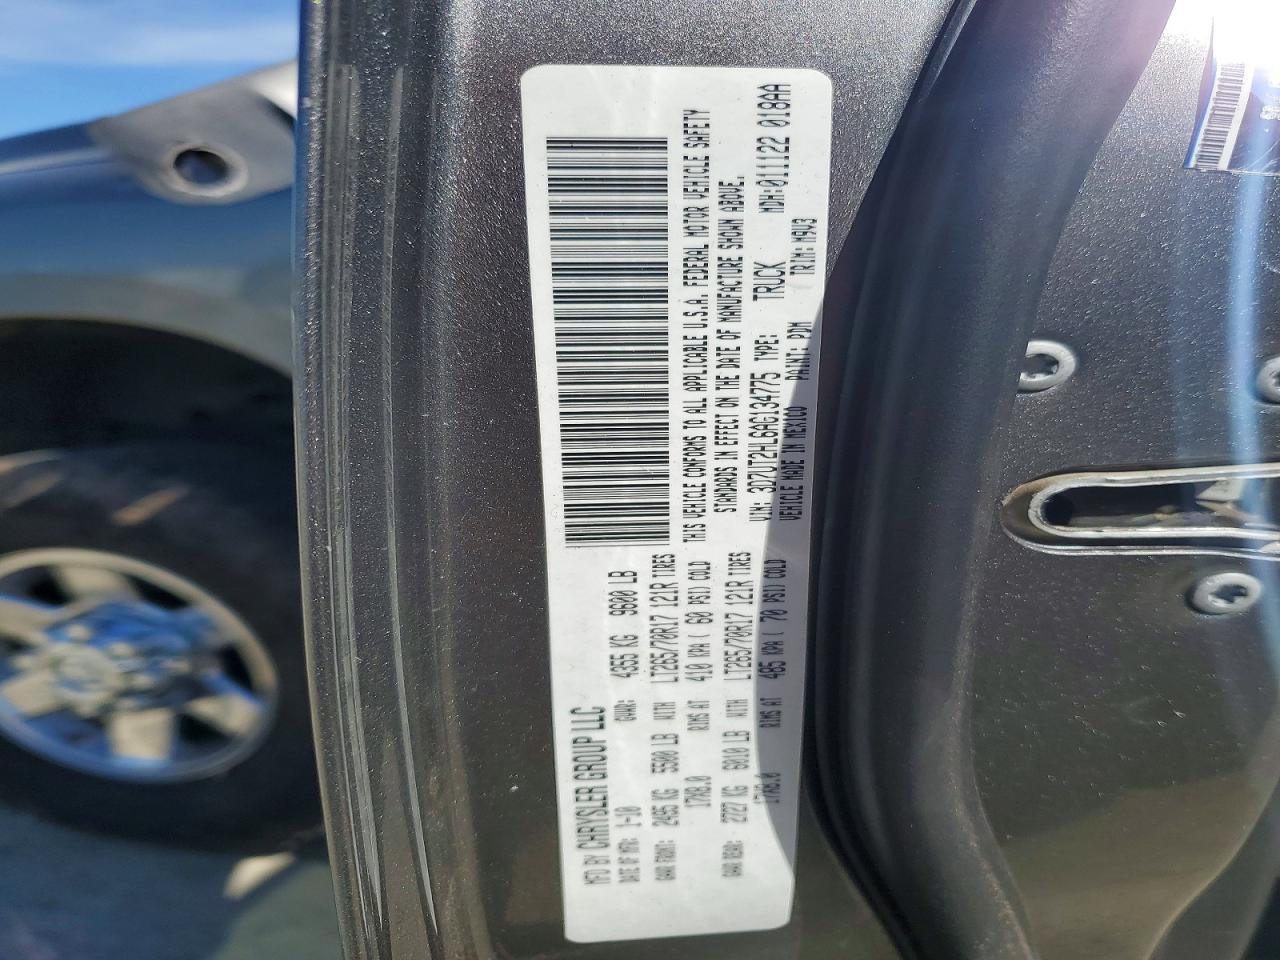 MFD BY CHRYSLER GROUP LLC
DATE OF MFR: 1-10 GVWR: 4355 KG 9600 LB
GAWR FRONT: 2495 KG 5500 LB WITH LT265/70R17 121R TIRES
17X8.0 RIMS AT 410 KPA ( 60 PSI) COLD
GAWR REAR: 2727 KG 6010 LB WITH LT265/70R17 121R TIRES
17X8.0 RIMS AT 485 KPA ( 70 PSI) COLD
THIS VEHICLE CONFORMS TO ALL APPLICABLE U.S.A. FEDERAL MOTOR VEHICLE SAFETY
STANDARDS IN EFFECT ON THE DATE OF MANUFACTURE SHOWN ABOVE.
VIN: 3D7UT2HL6AG134775 TYPE: TRUCK MDH: 011122 018AA
VEHICLE MADE IN MEXICO PAINT: PDM TRIM: M9V3